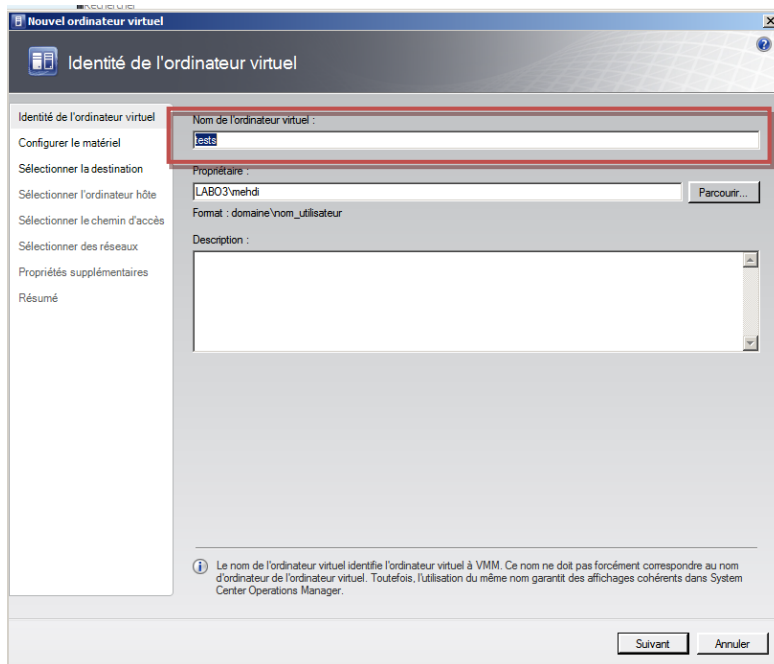 Rechercher
Nouvel ordinateur virtuel
Identité de l'ordinateur virtuel
Identité de l'ordinateur virtuel
Configurer le matériel
Sélectionner la destination
Sélectionner l'ordinateur hôte
Sélectionner le chemin d'accès
Sélectionner des réseaux
Propriétés supplémentaires
Résumé
Nom de l'ordinateur virtuel :
tests
Propriétaire :
LABO3\mehdi
Parcourir...
Format : domaine\nom_utilisateur
Description :
Le nom de l'ordinateur virtuel identifie l'ordinateur virtuel à VMM. Ce nom ne doit pas forcément correspondre au nom
d'ordinateur de l'ordinateur virtuel. Toutefois, l'utilisation du même nom garantit des affichages cohérents dans System
Center Operations Manager.
Suivant
Annuler